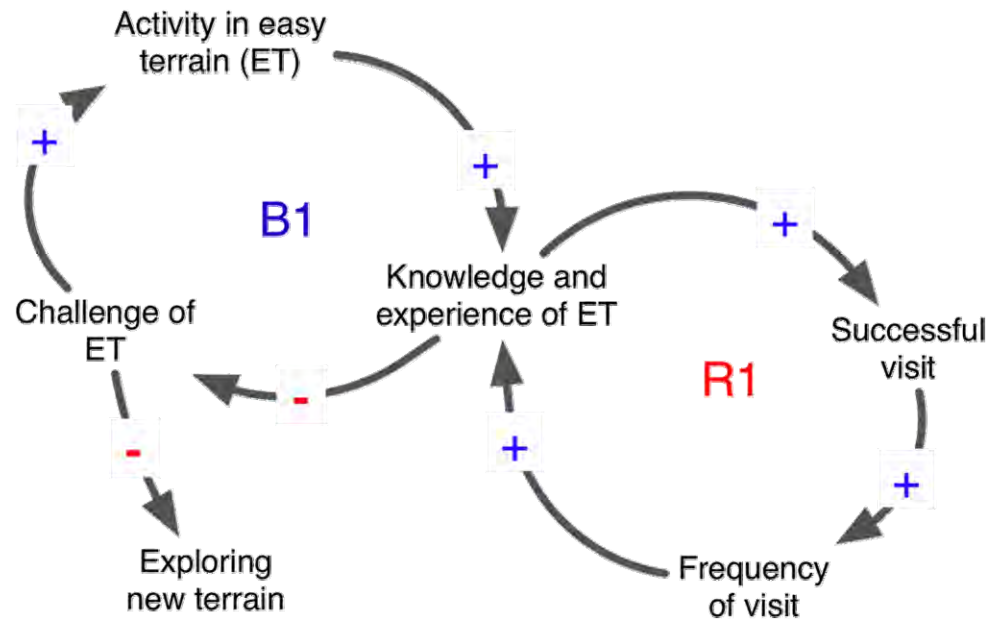 Activity in easy
terrain (ET)
+
+
B1
+
Knowledge and
experience of ET
Challenge of
ET
Successful
visit
R1
-
-
+
+
Exploring
new terrain
Frequency
of visit